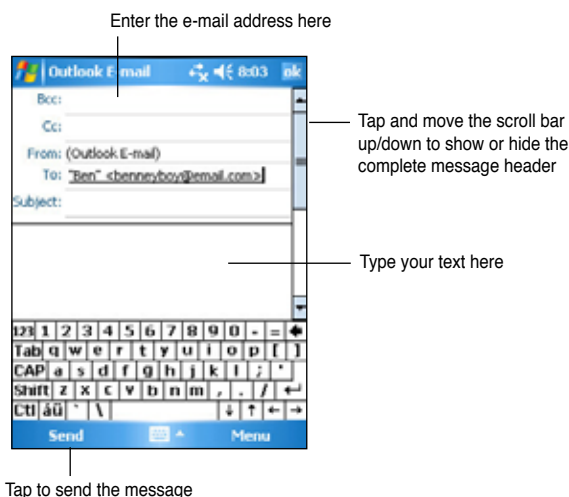 Enter the e-mail address here
Outlook E-mail 8:03 ok
Bcc:
Cc:
From: (Outlook E-mail)
To: "Ben" <benneyboy@email.com>
Subject:
Tap and move the scroll bar
up/down to show or hide the
complete message header
Type your text here
123 1 2 3 4 5 6 7 8 9 0 - =
Tab q w e r t y u i o p [ ]
CAP a s d f g h j k l ; '
Shift z x c v b n m , . /
Ctl áü ` \
Send Menu
Tap to send the message